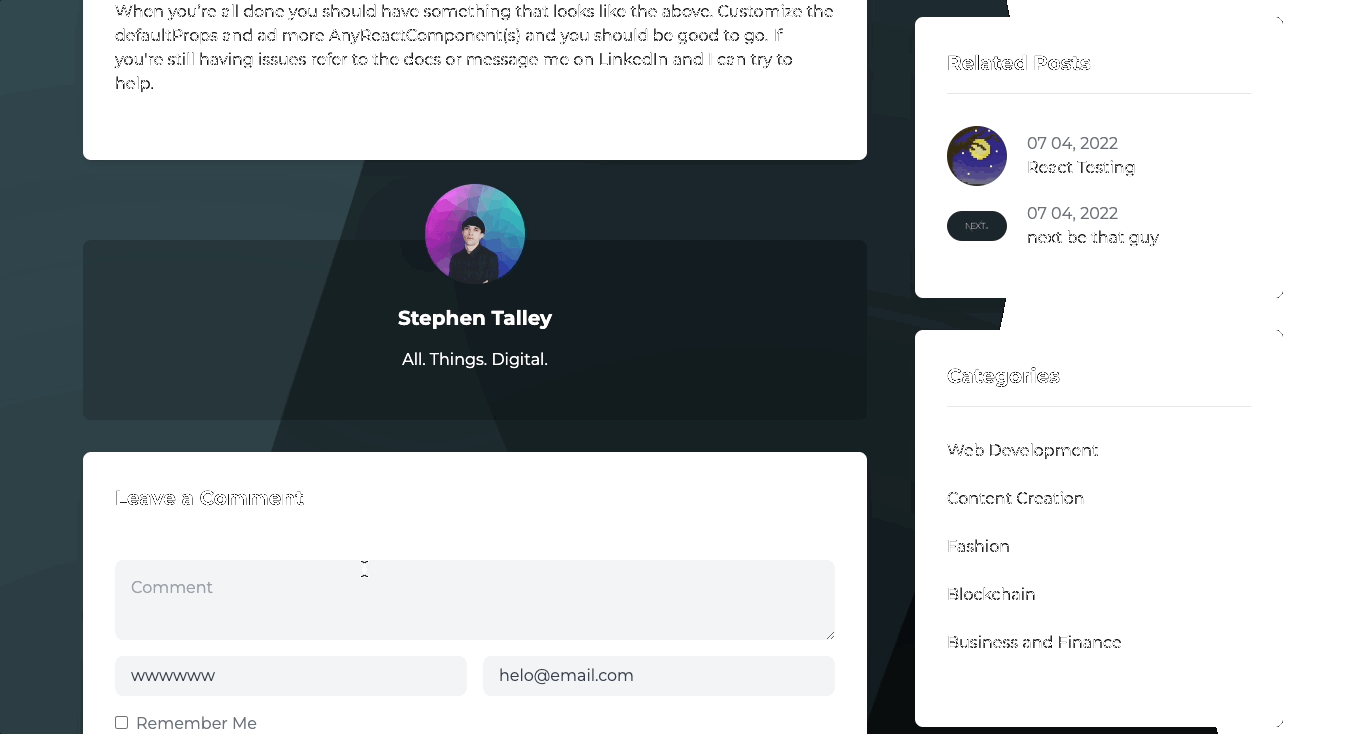 When you're all done you should have something that looks like the above. Customize the
defaultProps and ad more AnyReactComponent(s) and you should be good to go. If
you're still having issues refer to the docs or message me on LinkedIn and I can try to
help.
Stephen Talley
All. Things. Digital.
Leave a Comment
Comment
wwwwww
helo@email.com
Remember Me
Related Posts
07 04, 2022
React Testing
NEXT.
07 04, 2022
next be that guy
Categories
Web Development
Content Creation
Fashion
Blockchain
Business and Finance